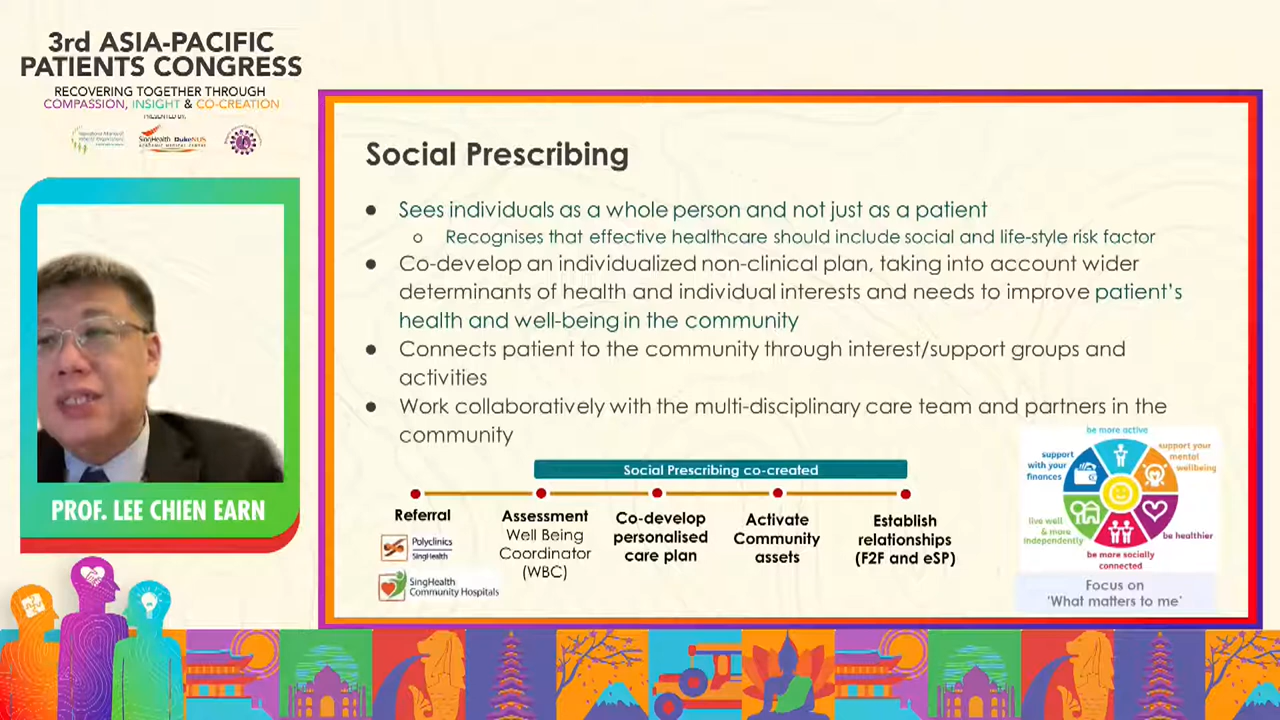 3rd ASIA-PACIFIC
PATIENTS CONGRESS
RECOVERING TOGETHER THROUGH
COMPASSION, INSIGHT & CO-CREATION
PRESENTED BY:
SingHealth DukeNUS
ACADEMIC MEDICAL CENTRE
PROF. LEE CHIEN EARN
Social Prescribing
● Sees individuals as a whole person and not just as a patient
○ Recognises that effective healthcare should include social and life-style risk factor
● Co-develop an individualized non-clinical plan, taking into account wider
determinants of health and individual interests and needs to improve patient's
health and well-being in the community
● Connects patient to the community through interest/support groups and
activities
● Work collaboratively with the multi-disciplinary care team and partners in the
community
Social Prescribing co-created
Referral
Polyclinics
SingHealth
SingHealth
Community Hospitals
Assessment
Well Being
Coordinator
(WBC)
Co-develop
personalised
care plan
Activate
Community
assets
Establish
relationships
(F2F and eSP)
be more active
support your
mental
wellbeing
be healthier
be more socially
connected
live well
& more
independently
support
with your
finances
Focus on
'What matters to me'